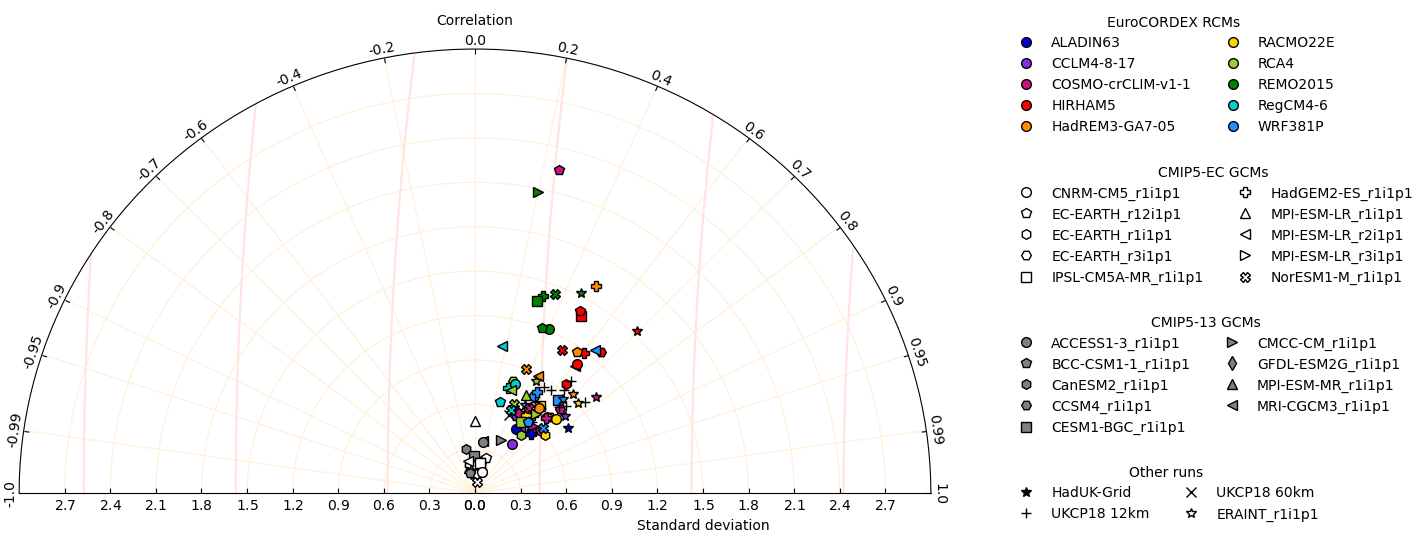 Correlation
0.0
-0.2
0.2
-0.4
0.4
-0.6
0.6
-0.7
0.7
-0.8
0.8
-0.9
0.9
-0.95
0.95
-0.99
0.99
-1.0
1.0
2.7 2.4 2.1 1.8 1.5 1.2 0.9 0.6 0.3 0.0 0.0 0.3 0.6 0.9 1.2 1.5 1.8 2.1 2.4 2.7
Standard deviation
EuroCORDEX RCMs
ALADIN63 RACMO22E
CCLM4-8-17 RCA4
COSMO-crCLIM-v1-1 REMO2015
HIRHAM5 RegCM4-6
HadREM3-GA7-05 WRF381P
CMIP5-EC GCMs
CNRM-CM5_r1i1p1 HadGEM2-ES_r1i1p1
EC-EARTH_r12i1p1 MPI-ESM-LR_r1i1p1
EC-EARTH_r1i1p1 MPI-ESM-LR_r2i1p1
EC-EARTH_r3i1p1 MPI-ESM-LR_r3i1p1
IPSL-CM5A-MR_r1i1p1 NorESM1-M_r1i1p1
CMIP5-13 GCMs
ACCESS1-3_r1i1p1 CMCC-CM_r1i1p1
BCC-CSM1-1_r1i1p1 GFDL-ESM2G_r1i1p1
CanESM2_r1i1p1 MPI-ESM-MR_r1i1p1
CCSM4_r1i1p1 MRI-CGCM3_r1i1p1
CESM1-BGC_r1i1p1
Other runs
HadUK-Grid UKCP18 60km
UKCP18 12km ERAINT_r1i1p1